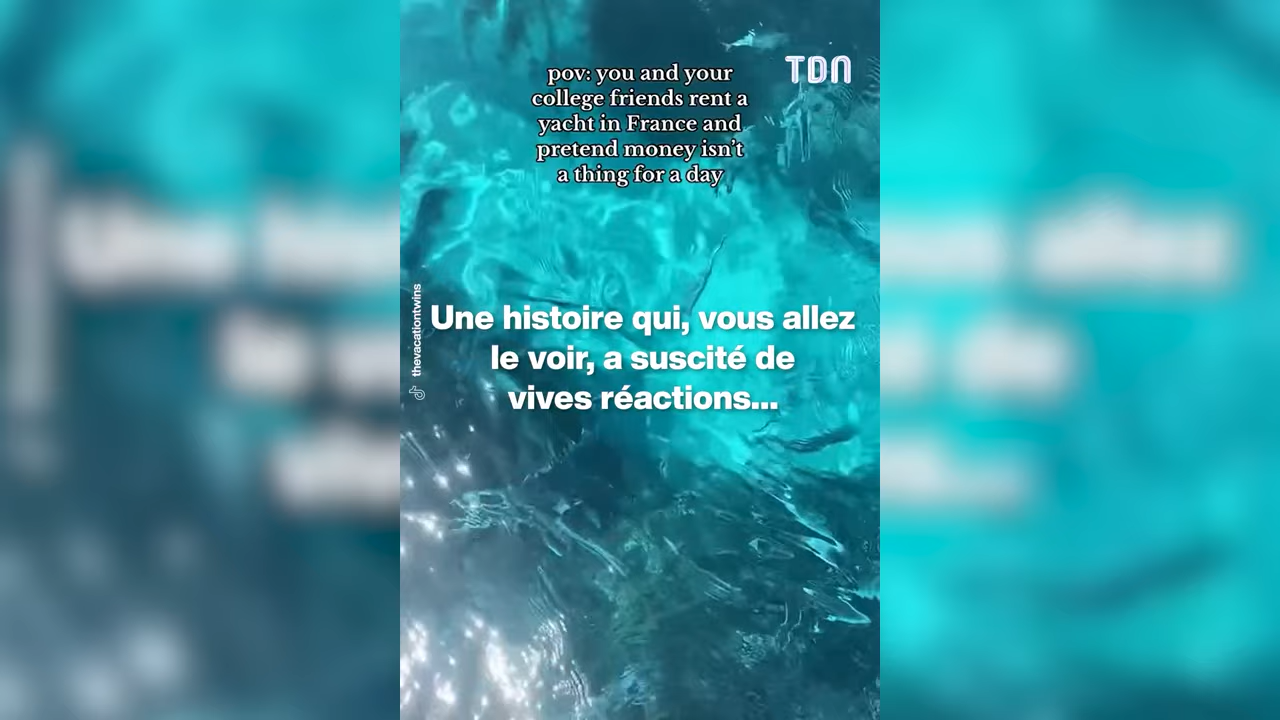 pov: you and your
college friends rent a
yacht in France and
pretend money isn’t
a thing for a day
TDN
thevacationtwins
Une histoire qui, vous allez
le voir, a suscité de
vives réactions...